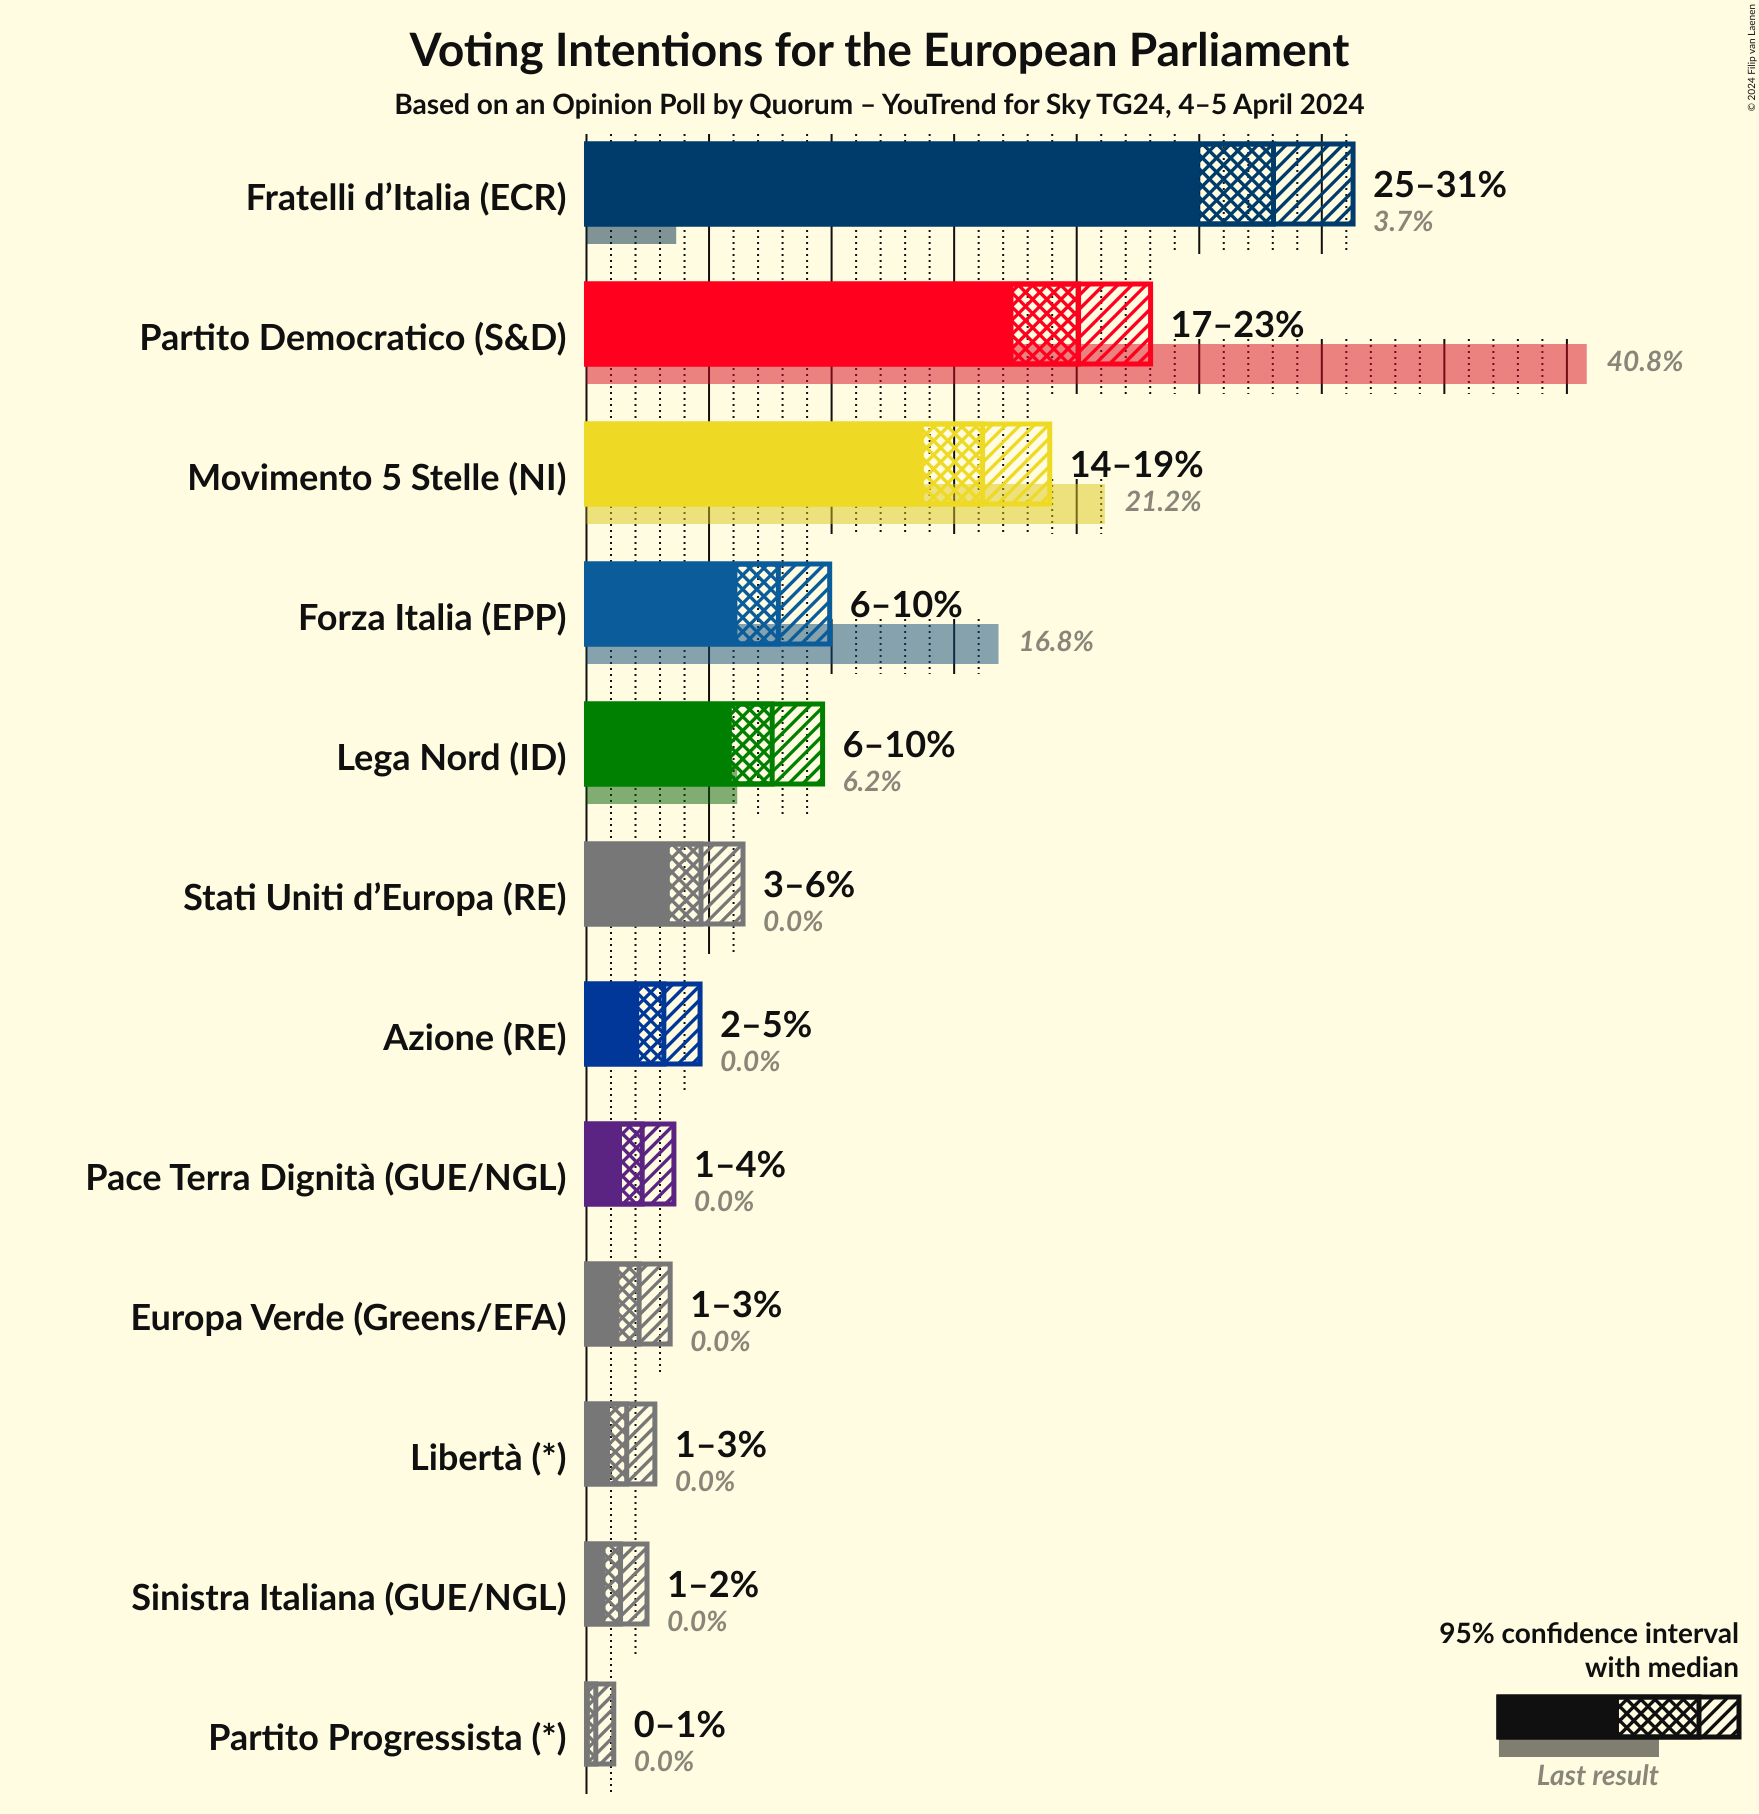 Voting Intentions for the European Parliament
Based on an Opinion Poll by Quorum – YouTrend for Sky TG24, 4–5 April 2024
© 2024 Filip van Laenen
Fratelli d’Italia (ECR)
25–31%
3.7%
Partito Democratico (S&D)
17–23%
40.8%
Movimento 5 Stelle (NI)
14–19%
21.2%
Forza Italia (EPP)
6–10%
16.8%
Lega Nord (ID)
6–10%
6.2%
Stati Uniti d’Europa (RE)
3–6%
0.0%
Azione (RE)
2–5%
0.0%
Pace Terra Dignità (GUE/NGL)
1–4%
0.0%
Europa Verde (Greens/EFA)
1–3%
0.0%
Libertà (*)
1–3%
0.0%
Sinistra Italiana (GUE/NGL)
1–2%
0.0%
Partito Progressista (*)
0–1%
0.0%
95% confidence interval
with median
Last result